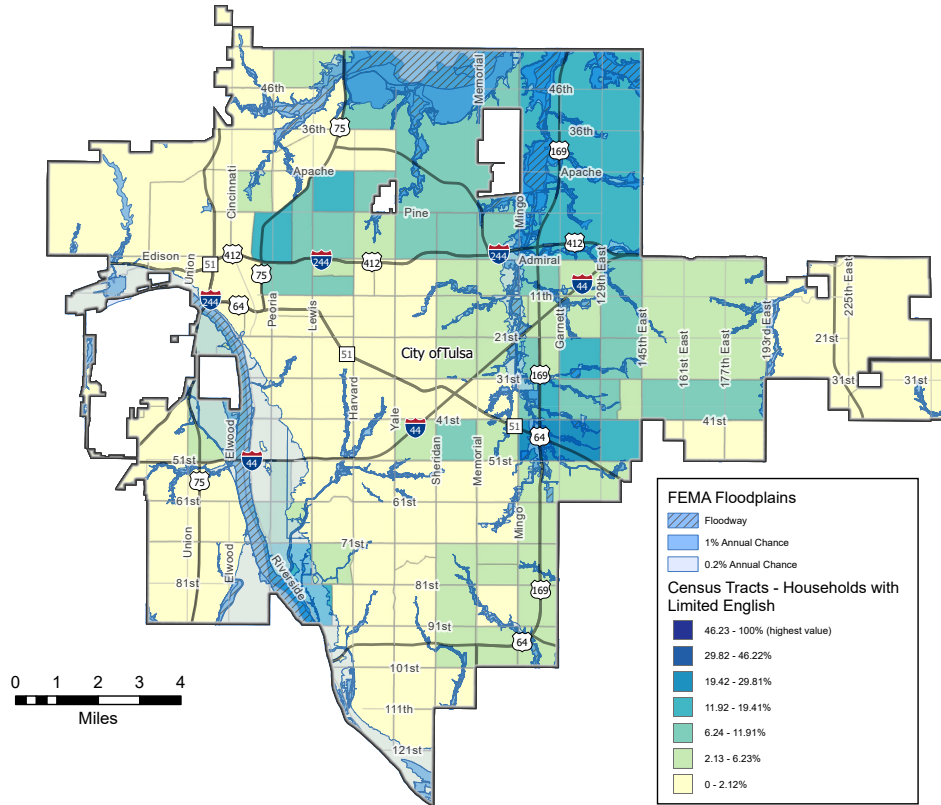 46th
Memorial
46th
75
36th
36th
169
Cincinnati
Apache
Apache
Pine
Mingo
412
412
244
244
412
Edison
51
Union
75
Admiral
44
129th East
225th East
244
64
Peoria
Lewis
11th
Garnett
145th East
161st East
177th East
193rd East
51
City of Tulsa
21st
21st
Harvard
31st
169
31st
31st
Yale
44
41st
51
41st
Elwood
64
51st
44
Sheridan
Memorial
51st
75
61st
61st
Mingo
Union
71st
Elwood
Riverside
81st
81st
169
91st
64
101st
111th
121st
0 1 2 3 4
Miles
FEMA Floodplains
Floodway
1% Annual Chance
0.2% Annual Chance
Census Tracts - Households with
Limited English
46.23 - 100% (highest value)
29.82 - 46.22%
19.42 - 29.81%
11.92 - 19.41%
6.24 - 11.91%
2.13 - 6.23%
0 - 2.12%